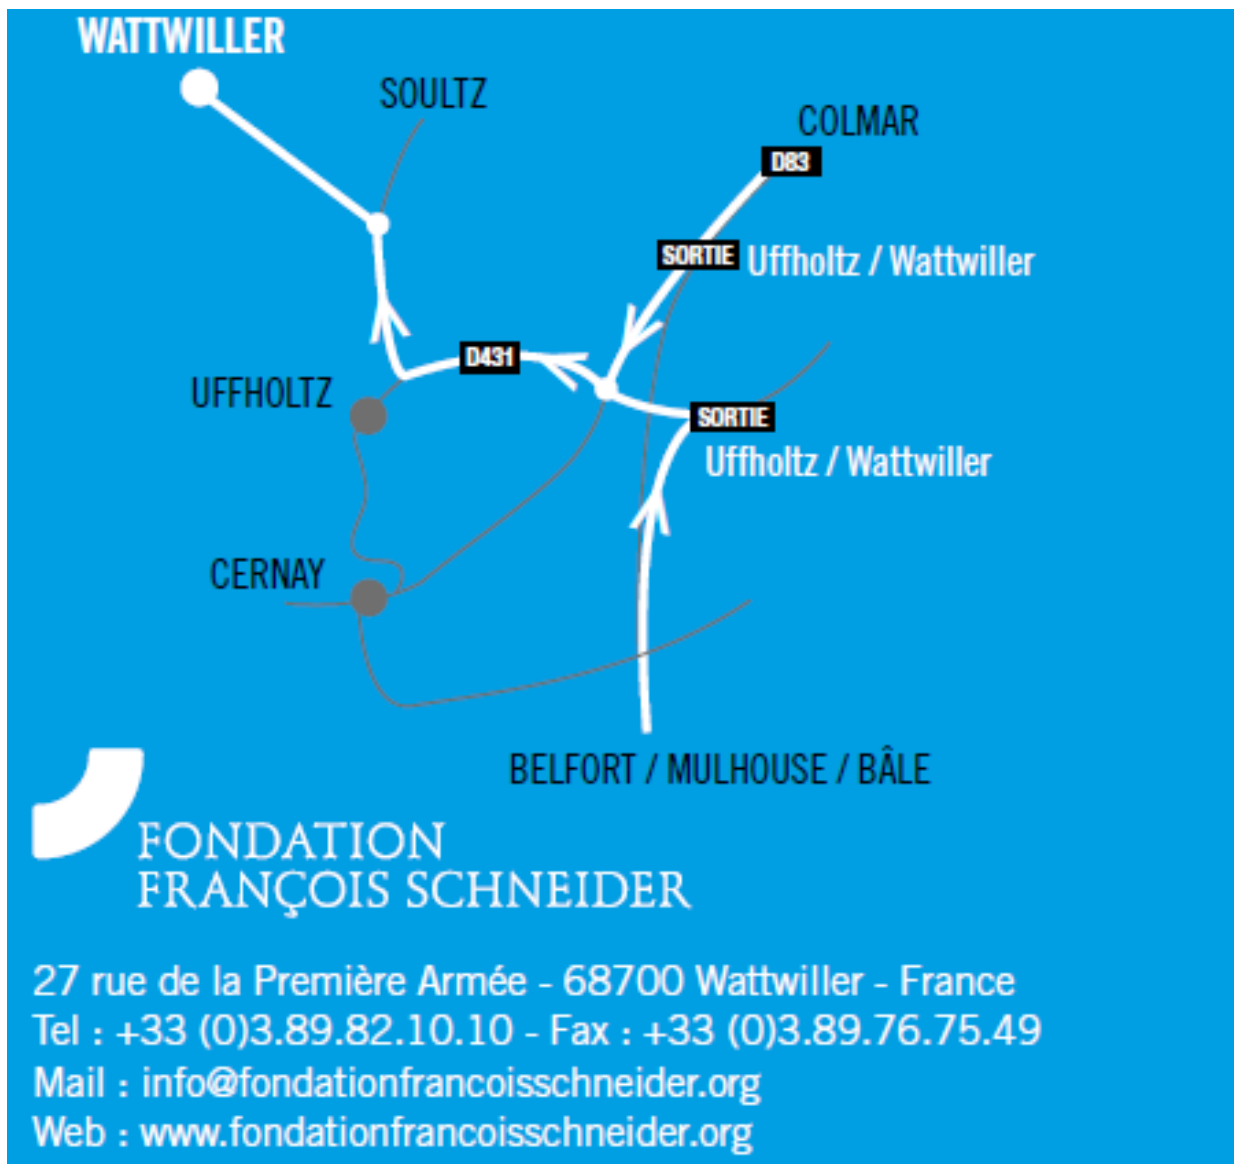 WATTWILLER
SOULTZ
COLMAR
D83
SORTIE Uffholtz / Wattwiller
D431
UFFHOLTZ
SORTIE
Uffholtz / Wattwiller
CERNAY
BELFORT / MULHOUSE / BÂLE
FONDATION
FRANÇOIS SCHNEIDER
27 rue de la Première Armée - 68700 Wattwiller - France
Tel : +33 (0)3.89.82.10.10 - Fax : +33 (0)3.89.76.75.49
Mail : info@fondationfrancoisschneider.org
Web : www.fondationfrancoisschneider.org